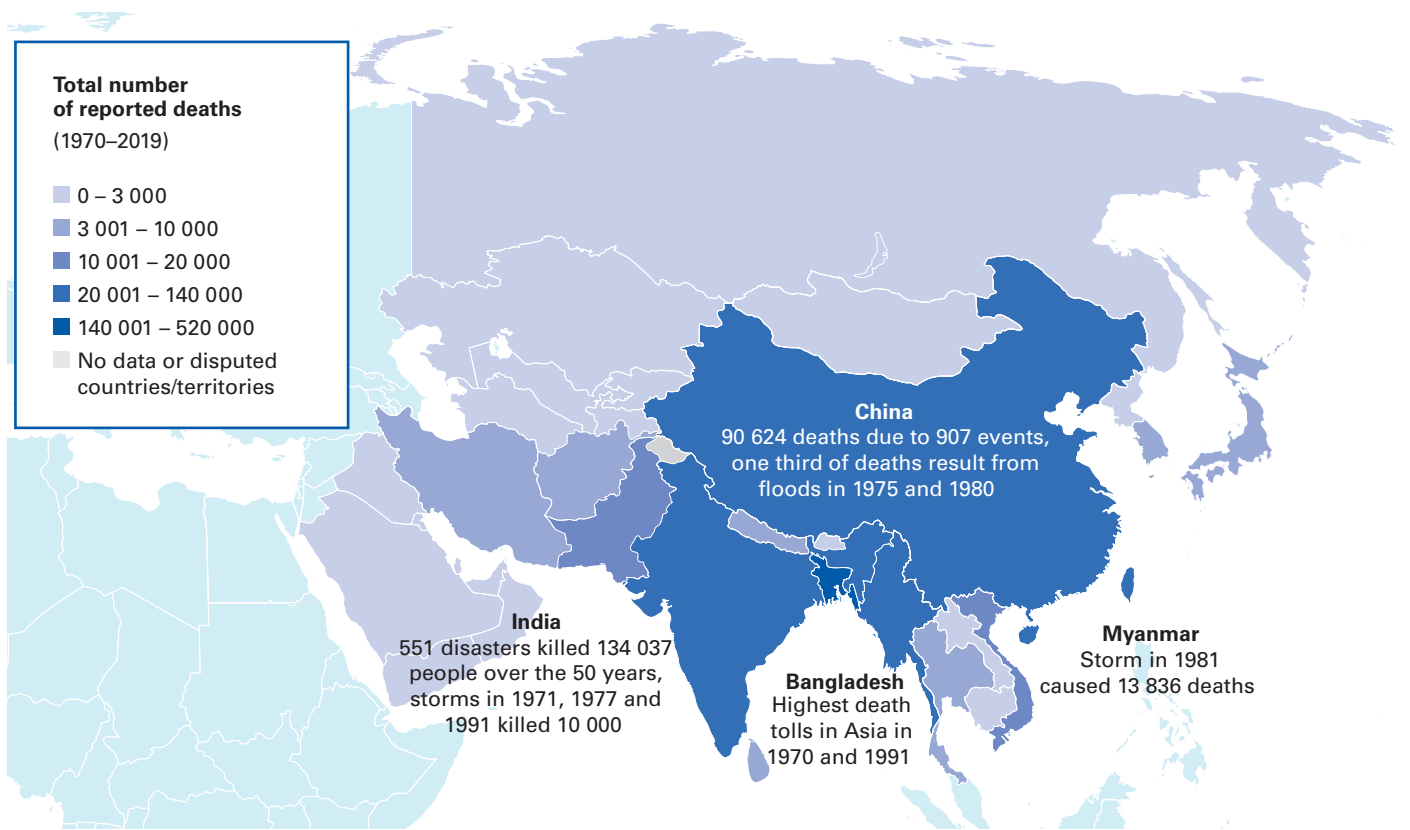 Total number
of reported deaths
(1970–2019)
0 – 3 000
3 001 – 10 000
10 001 – 20 000
20 001 – 140 000
140 001 – 520 000
No data or disputed
countries/territories
China
90 624 deaths due to 907 events,
one third of deaths result from
floods in 1975 and 1980
India
551 disasters killed 134 037
people over the 50 years,
storms in 1971, 1977 and
1991 killed 10 000
Bangladesh
Highest death
tolls in Asia in
1970 and 1991
Myanmar
Storm in 1981
caused 13 836 deaths